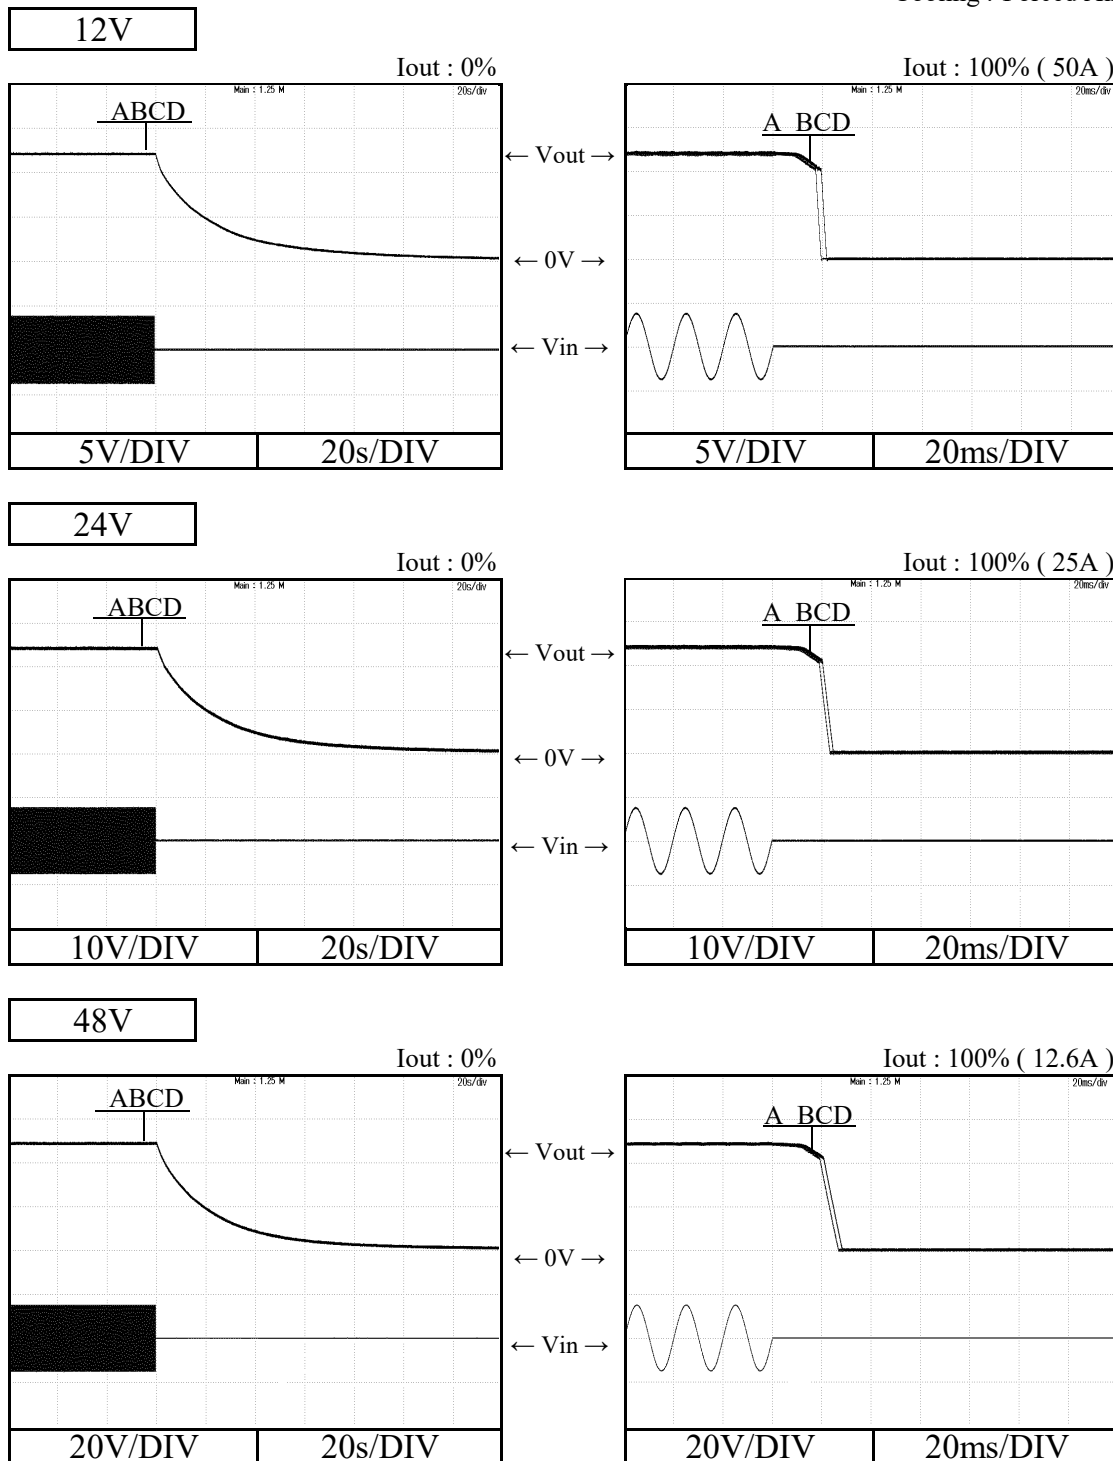 12V
Iout : 0%
Iout : 100% ( 50A )
Main : 1.25 M
20s/div
Main : 1.25 M
20ms/div
ABCD
A BCD
← Vout →
← 0V →
← Vin →
5V/DIV
20s/DIV
5V/DIV
20ms/DIV
24V
Iout : 0%
Iout : 100% ( 25A )
Main : 1.25 M
20s/div
Main : 1.25 M
20ms/div
ABCD
A BCD
← Vout →
← 0V →
← Vin →
10V/DIV
20s/DIV
10V/DIV
20ms/DIV
48V
Iout : 0%
Iout : 100% ( 12.6A )
Main : 1.25 M
20s/div
Main : 1.25 M
20ms/div
ABCD
A BCD
← Vout →
← 0V →
← Vin →
20V/DIV
20s/DIV
20V/DIV
20ms/DIV